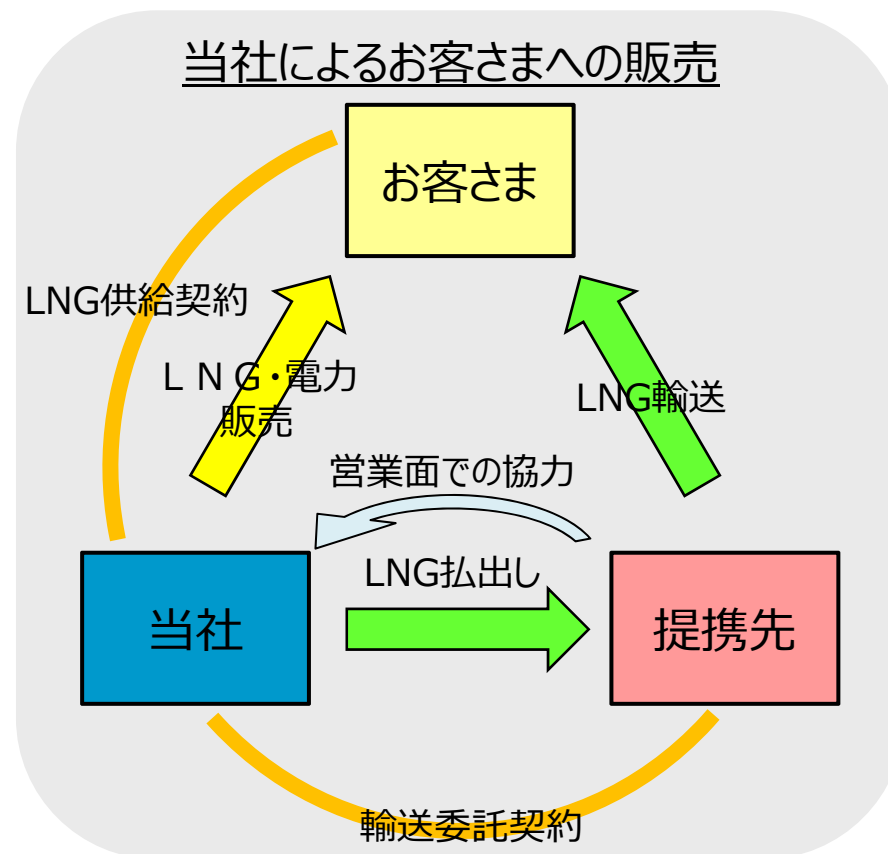 当社によるお客さまへの販売
お客さま
LNG供給契約
ＬＮＧ・電力
販売
LNG輸送
営業面での協力
LNG払出し
当社
提携先
輸送委託契約